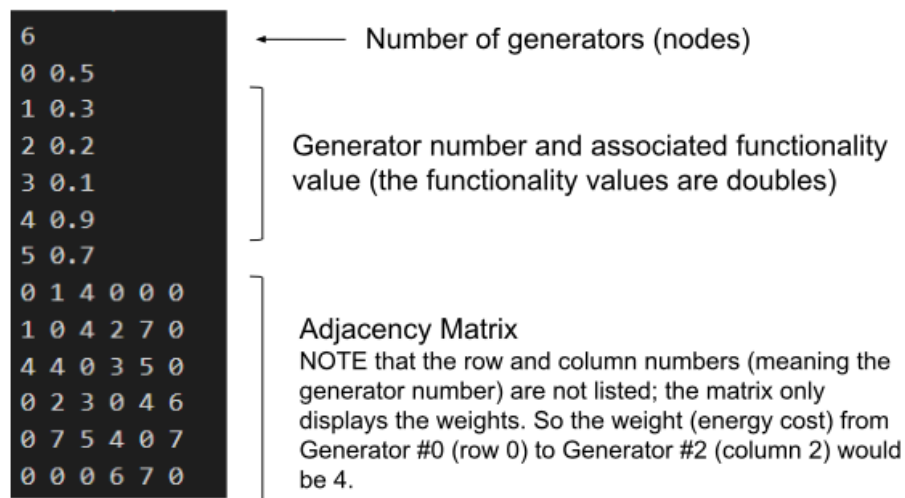 6
0 0.5
1 0.3
2 0.2
3 0.1
4 0.9
5 0.7
0 1 4 0 0 0
1 0 4 2 7 0
4 4 0 3 5 0
0 2 3 0 4 6
0 7 5 4 0 7
0 0 0 6 7 0
Number of generators (nodes)
Generator number and associated functionality
value (the functionality values are doubles)
Adjacency Matrix
NOTE that the row and column numbers (meaning the
generator number) are not listed; the matrix only
displays the weights. So the weight (energy cost) from
Generator #0 (row 0) to Generator #2 (column 2) would
be 4.